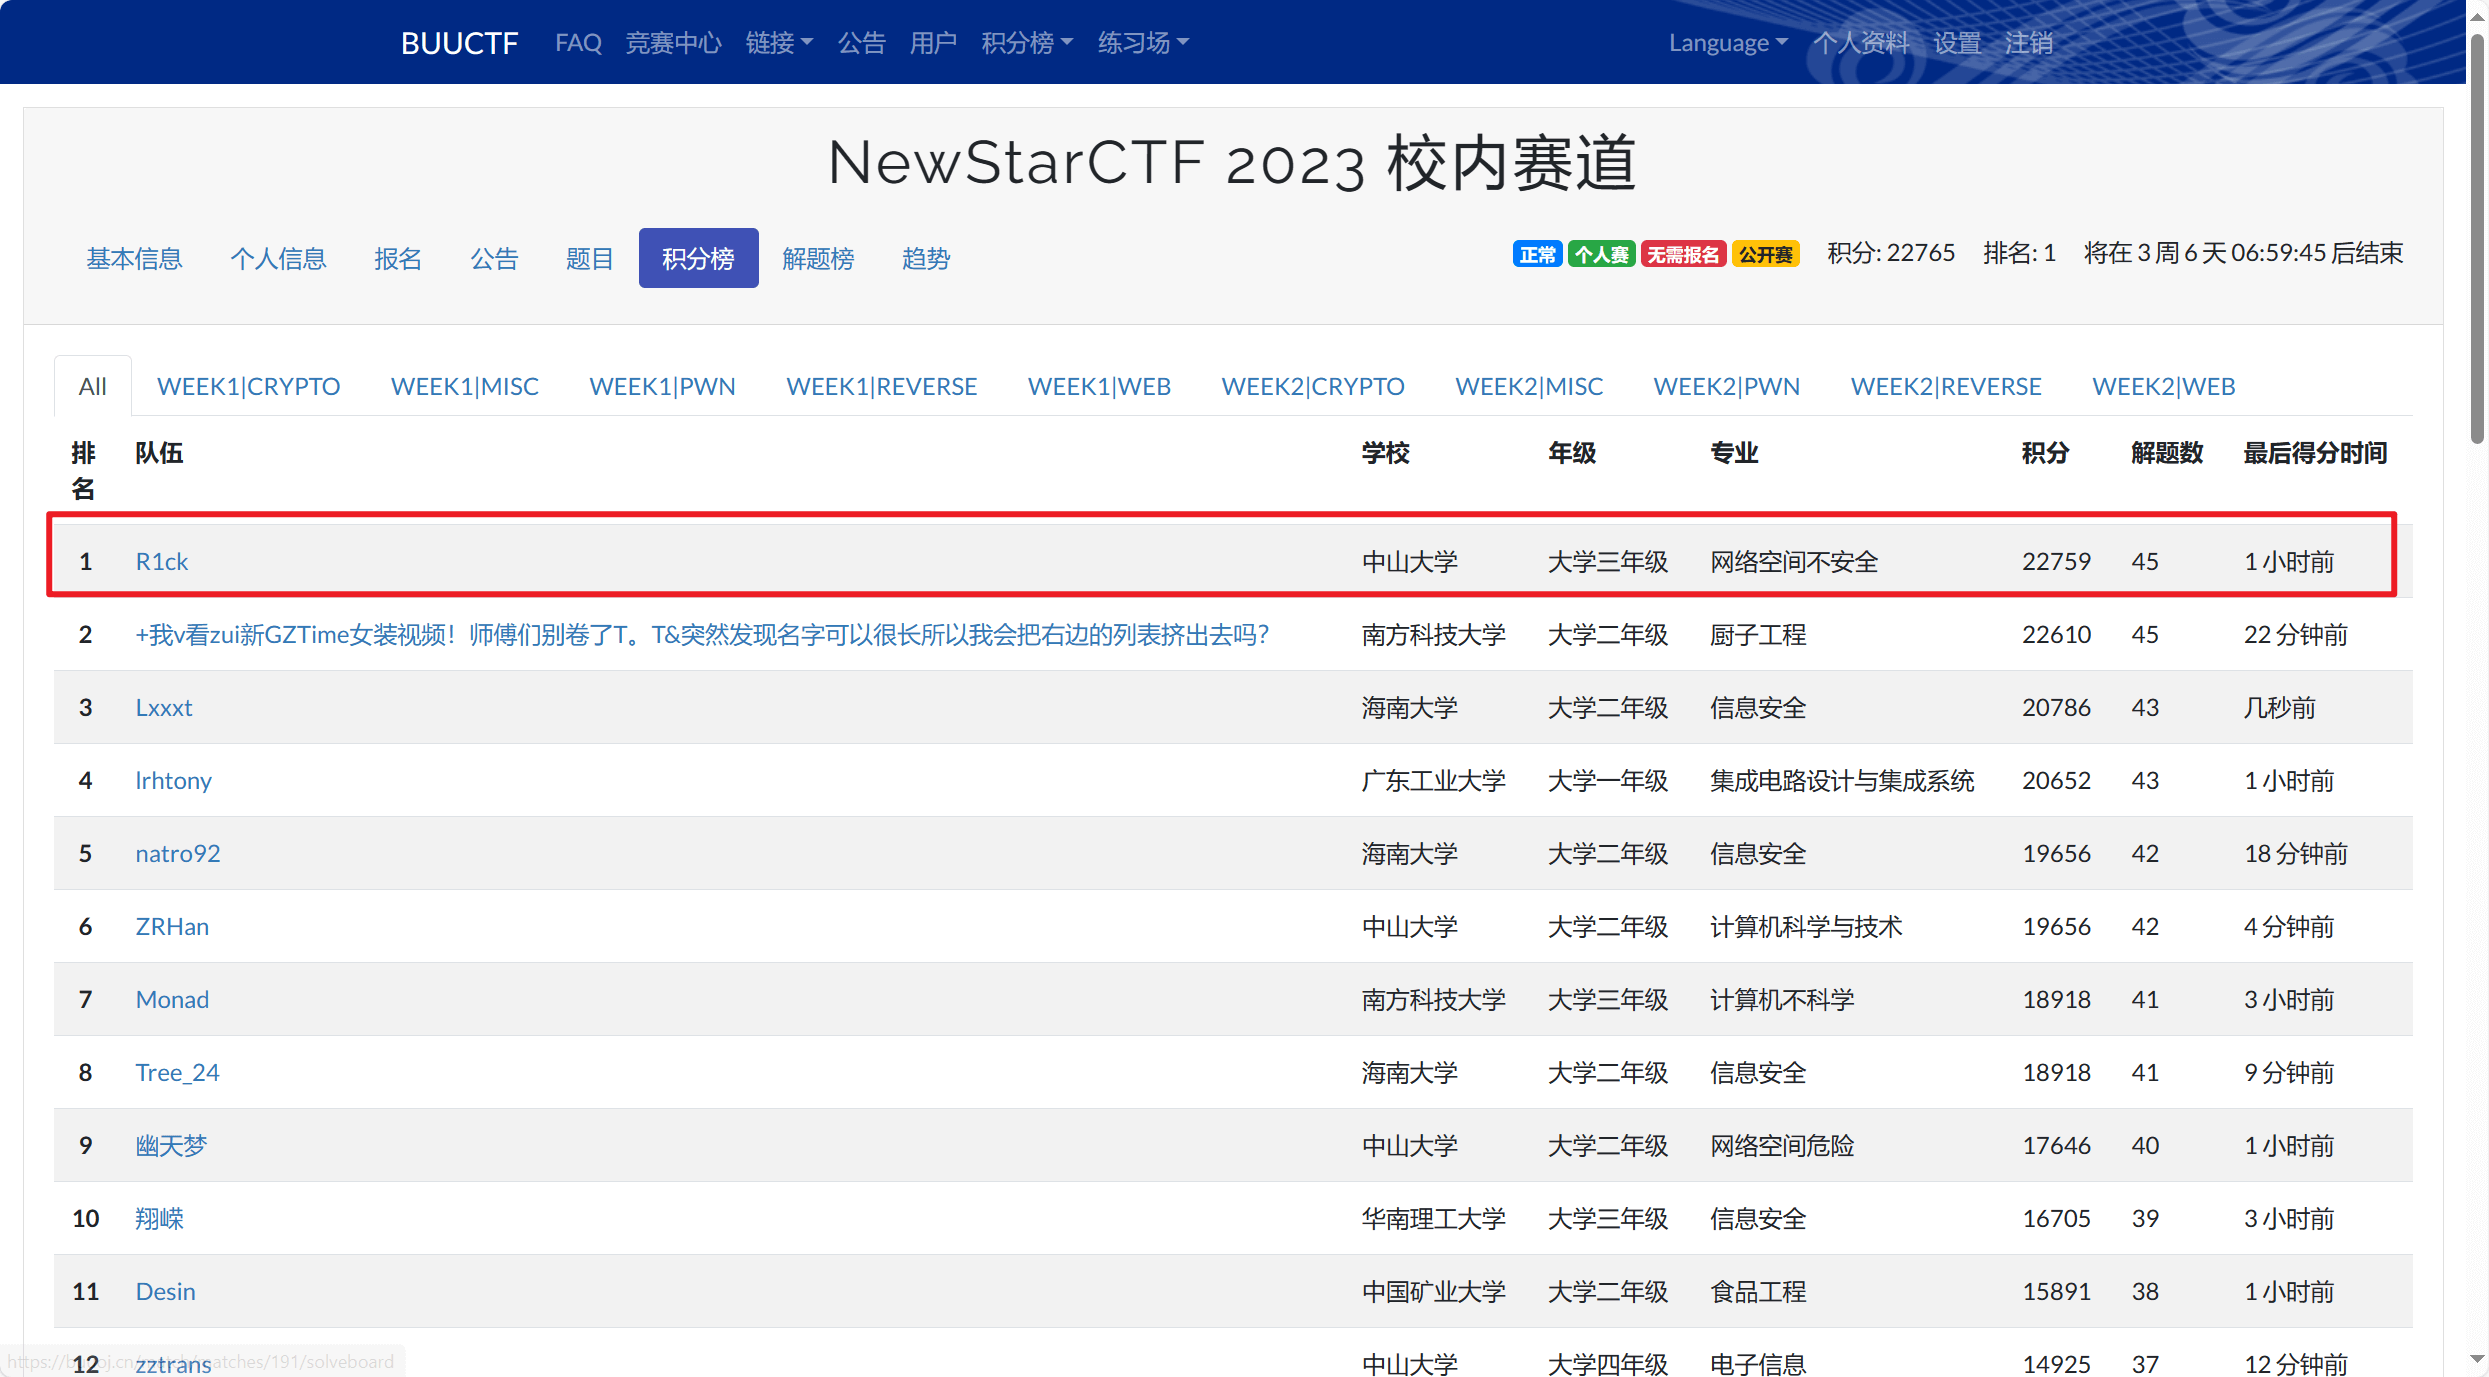 BUUCTF FAQ 竞赛中心 链接 公告 用户 积分榜 练习场 Language 个人资料 设置 注销
NewStarCTF 2023 校内赛道
基本信息 个人信息 报名 公告 题目 积分榜 解题榜 趋势 正常 个人赛 无需报名 公开赛 积分: 22765 排名: 1 将在 3 周 6 天 06:59:45 后结束
All WEEK1|CRYPTO WEEK1|MISC WEEK1|PWN WEEK1|REVERSE WEEK1|WEB WEEK2|CRYPTO WEEK2|MISC WEEK2|PWN WEEK2|REVERSE WEEK2|WEB
排名 队伍 学校 年级 专业 积分 解题数 最后得分时间
1 R1ck 中山大学 大学三年级 网络空间不安全 22759 45 1 小时前
2 +我v看zui新GZTime女装视频！师傅们别卷了T。T&突然发现名字可以很长所以我会把右边的列表挤出去吗？ 南方科技大学 大学二年级 厨子工程 22610 45 22 分钟前
3 Lxxxt 海南大学 大学二年级 信息安全 20786 43 几秒前
4 lrhtony 广东工业大学 大学一年级 集成电路设计与集成系统 20652 43 1 小时前
5 natro92 海南大学 大学二年级 信息安全 19656 42 18 分钟前
6 ZRHan 中山大学 大学二年级 计算机科学与技术 19656 42 4 分钟前
7 Monad 南方科技大学 大学三年级 计算机不科学 18918 41 3 小时前
8 Tree_24 海南大学 大学二年级 信息安全 18918 41 9 分钟前
9 幽天梦 中山大学 大学二年级 网络空间危险 17646 40 1 小时前
10 翔嵘 华南理工大学 大学三年级 信息安全 16705 39 3 小时前
11 Desin 中国矿业大学 大学二年级 食品工程 15891 38 1 小时前
12 zztrans 中山大学 大学四年级 电子信息 14925 37 12 分钟前